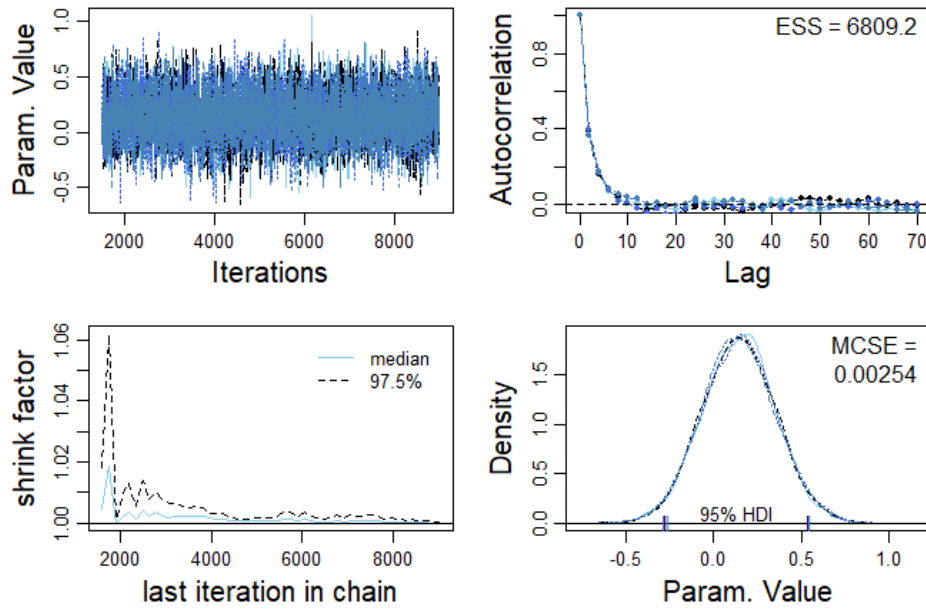 Param. Value
-0.5 0.0 0.5 1.0
2000 4000 6000 8000
Iterations
Autocorrelation
0.0 0.4 0.8
ESS = 6809.2
0 10 20 30 40 50 60 70
Lag
shrink factor
1.00 1.02 1.04 1.06
median
97.5%
2000 4000 6000 8000
last iteration in chain
Density
0.0 0.5 1.0 1.5
MCSE =
0.00254
95% HDI
-0.5 0.0 0.5 1.0
Param. Value